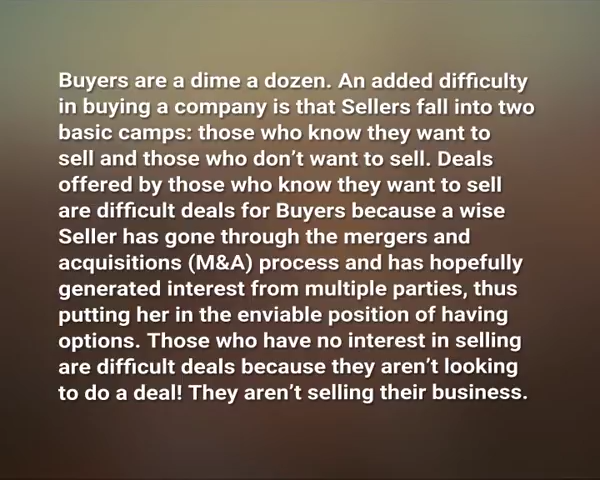 Buyers are a dime a dozen. An added difficulty
in buying a company is that Sellers fall into two
basic camps: those who know they want to
sell and those who don’t want to sell. Deals
offered by those who know they want to sell
are difficult deals for Buyers because a wise
Seller has gone through the mergers and
acquisitions (M&A) process and has hopefully
generated interest from multiple parties, thus
putting her in the enviable position of having
options. Those who have no interest in selling
are difficult deals because they aren’t looking
to do a deal! They aren’t selling their business.